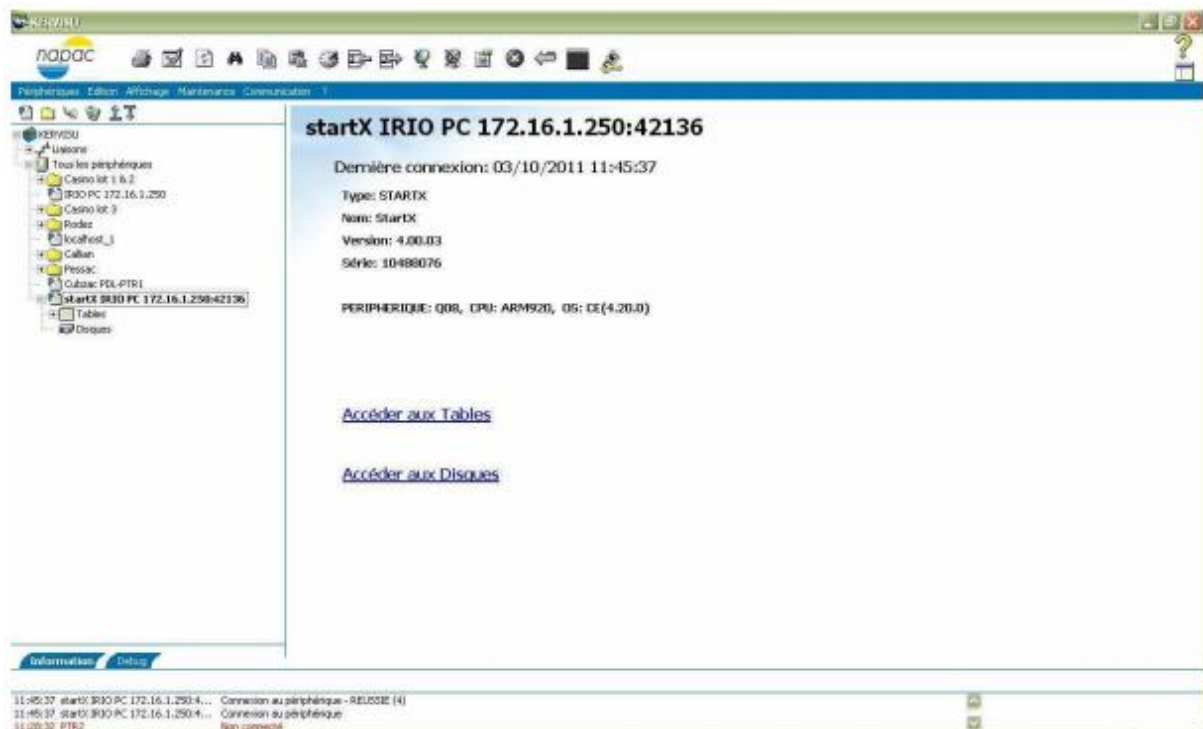 KERVISU
napac
Périphériques Edition Affichage Maintenance Communication ?
KERVISU
Liaisons
Tous les périphériques
Casino lot 1 & 2
IRIO PC 172.16.1.250
Casino lot 3
Rodez
localhost_1
Callian
Pessac
Cubzac PDL-PTR1
startX IRIO PC 172.16.1.250:42136
Tables
Disques
startX IRIO PC 172.16.1.250:42136
Dernière connexion: 03/10/2011 11:45:37
Type: STARTX
Nom: StartX
Version: 4.00.03
Série: 10488076
PERIPHERIQUE: Q08, CPU: ARM920, OS: CE(4.20.0)
Accéder aux Tables
Accéder aux Disques
Information Debug
11:45:37 startX IRIO PC 172.16.1.250:4... Connexion au périphérique - REUSSIE (4)
11:45:37 startX IRIO PC 172.16.1.250:4... Connexion au périphérique
11:28:32 PTR2 Non connecté